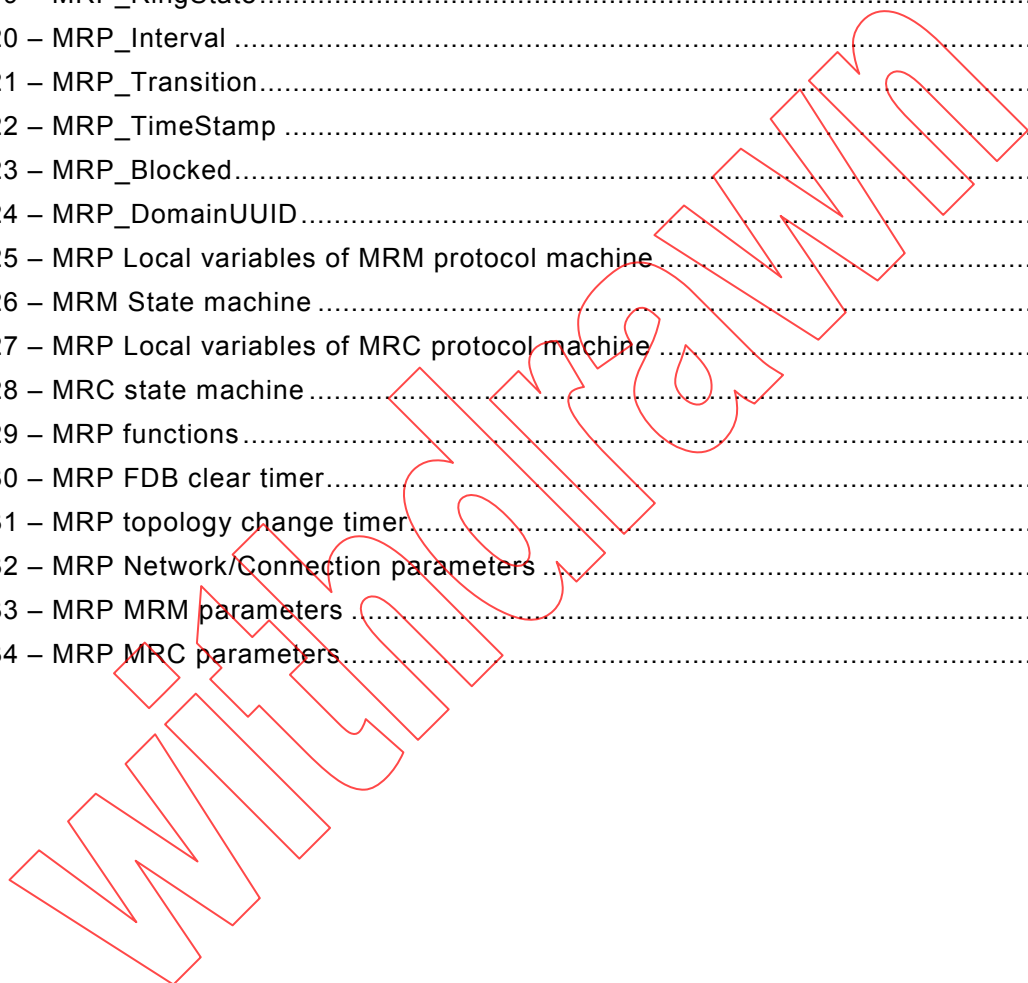 – MRP_RingState
20 – MRP_Interval ....................
21 – MRP_Transition....................
22 – MRP_TimeStamp ....................
23 – MRP_Blocked....................
24 – MRP_DomainUUID....................
25 – MRP Local variables of MRM protocol machine....................
26 – MRM State machine ....................
27 – MRP Local variables of MRC protocol machine ....................
28 – MRC state machine ....................
29 – MRP functions....................
30 – MRP FDB clear timer....................
31 – MRP topology change timer....................
32 – MRP Network/Connection parameters ....................
33 – MRP MRM parameters ....................
34 – MRP MRC parameters....................
withdrawn